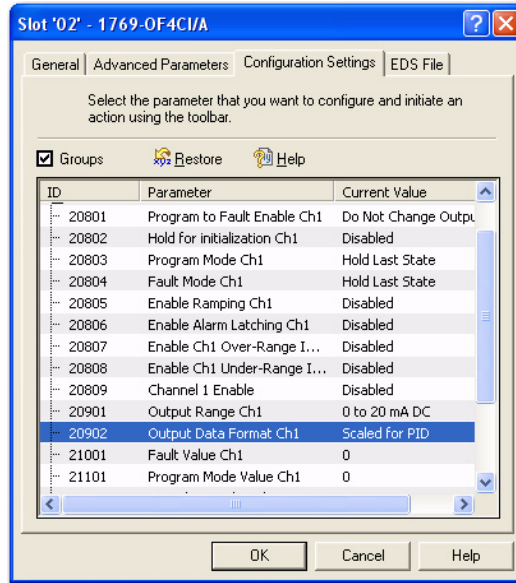 Slot '02' - 1769-OF4CI/A
General Advanced Parameters Configuration Settings EDS File
Select the parameter that you want to configure and initiate an
action using the toolbar.
Groups Restore Help
ID Parameter Current Value
20801 Program to Fault Enable Ch1 Do Not Change Outpu
20802 Hold for initialization Ch1 Disabled
20803 Program Mode Ch1 Hold Last State
20804 Fault Mode Ch1 Hold Last State
20805 Enable Ramping Ch1 Disabled
20806 Enable Alarm Latching Ch1 Disabled
20807 Enable Ch1 Over-Range I... Disabled
20808 Enable Ch1 Under-Range I... Disabled
20809 Channel 1 Enable Disabled
20901 Output Range Ch1 0 to 20 mA DC
20902 Output Data Format Ch1 Scaled for PID
21001 Fault Value Ch1 0
21101 Program Mode Value Ch1 0
OK Cancel Help